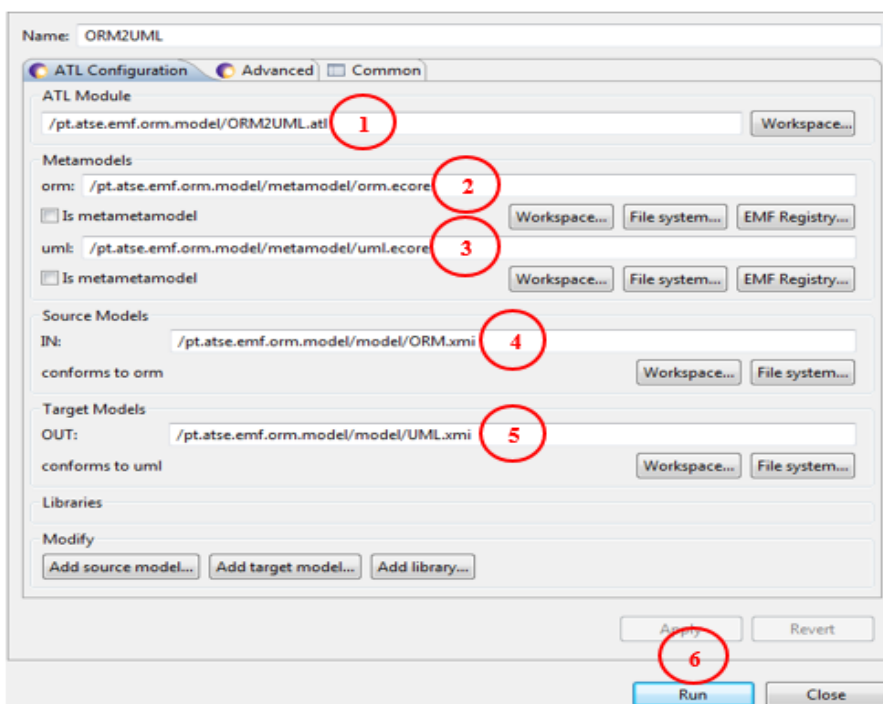 Name: ORM2UML
ATL Configuration Advanced Common
ATL Module
/pt.atse.emf.orm.model/ORM2UML.atl 1 Workspace...
Metamodels
orm: /pt.atse.emf.orm.model/metamodel/orm.ecore 2
Is metametamodel Workspace... File system... EMF Registry...
uml: /pt.atse.emf.orm.model/metamodel/uml.ecore 3
Is metametamodel Workspace... File system... EMF Registry...
Source Models
IN: /pt.atse.emf.orm.model/model/ORM.xmi 4
conforms to orm Workspace... File system...
Target Models
OUT: /pt.atse.emf.orm.model/model/UML.xmi 5
conforms to uml Workspace... File system...
Libraries
Modify
Add source model... Add target model... Add library...
Apply Revert
6
Run Close